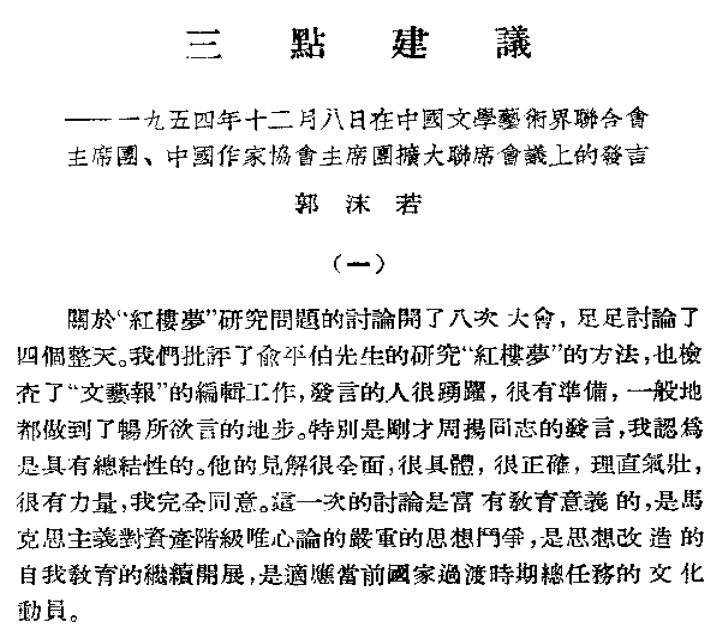 三點建議
——一九五四年十二月八日在中國文學藝術界聯合會
主席團、中國作家協會主席團擴大聯席會議上的發言
郭沫若
(一)
關於“紅樓夢”研究問題的討論開了八次大會，足足討論了
四個整天。我們批評了俞平伯先生的研究“紅樓夢”的方法，也檢
查了“文藝報”的編輯工作，發言的人很踴躍，很有準備，一般地
都做到了暢所欲言的地步。特別是剛才周揚同志的發言，我認爲
是具有總結性的。他的見解很全面，很具體，很正確，理直氣壯，
很有力量，我完全同意。這一次的討論是富有教育意義的，是馬
克思主義對資產階級唯心論的嚴重的思想鬥爭，是思想改造的
自我教育的繼續開展，是適應當前國家過渡時期總任務的文化
動員。